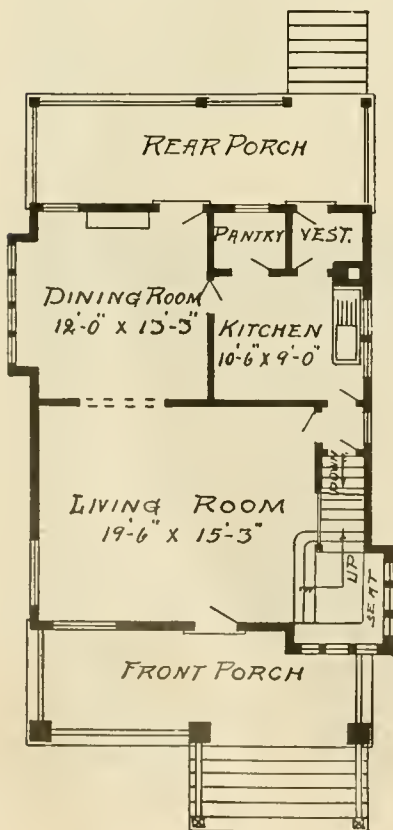 REAR PORCH
PANTRY
VEST.
DINING ROOM
12'-0" X 13'-3"
KITCHEN
10'-6" X 9'-0"
DOWN
LIVING ROOM
19'-6" X 15'-3"
UP
SEAT
FRONT PORCH